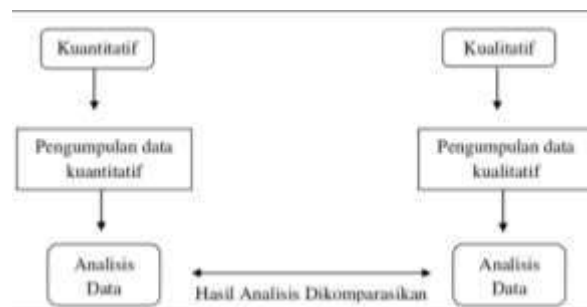 Kuantitatif
Kualitatif
Pengumpulan data
kuantitatif
Pengumpulan data
kualitatif
Analisis
Data
Hasil Analisis Dikomparasikan
Analisis
Data